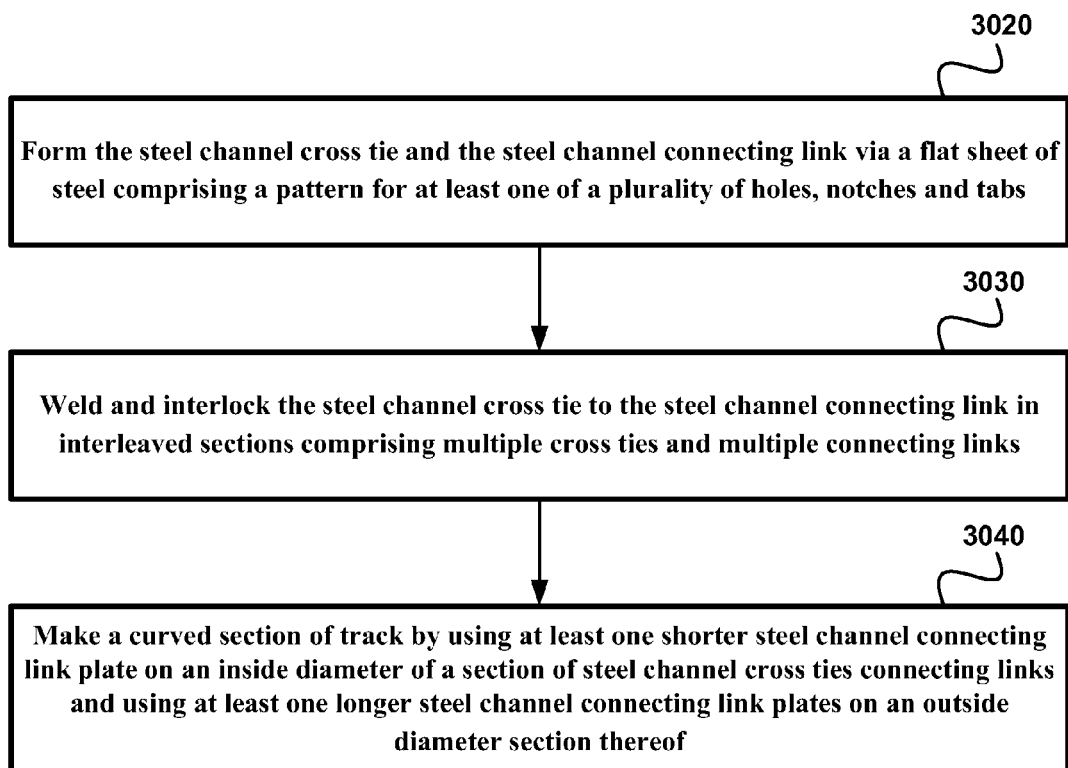 3020
Form the steel channel cross tie and the steel channel connecting link via a flat sheet of
steel comprising a pattern for at least one of a plurality of holes, notches and tabs
3030
Weld and interlock the steel channel cross tie to the steel channel connecting link in
interleaved sections comprising multiple cross ties and multiple connecting links
3040
Make a curved section of track by using at least one shorter steel channel connecting
link plate on an inside diameter of a section of steel channel cross ties connecting links
and using at least one longer steel channel connecting link plates on an outside
diameter section thereof